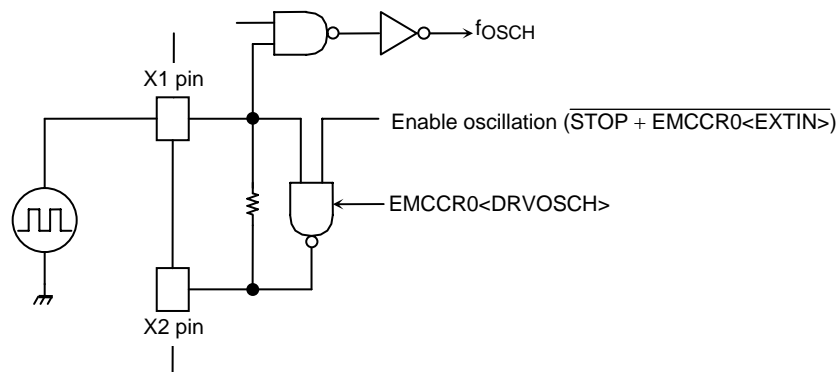 fOSCH
X1 pin
Enable oscillation (STOP + EMCCR0<EXTIN>)
EMCCR0<DRVOSCH>
X2 pin